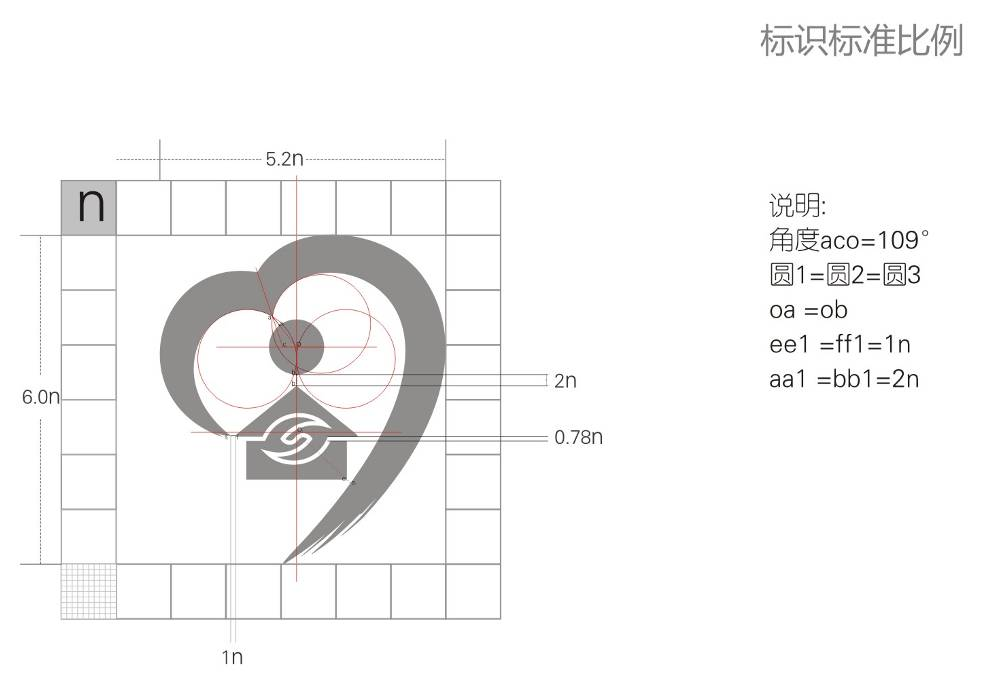 标识标准比例
5.2n
n
说明:
角度aco=109°
圆1=圆2=圆3
oa =ob
ee1 =ff1=1n
aa1 =bb1=2n
2n
6.0n
0.78n
1n